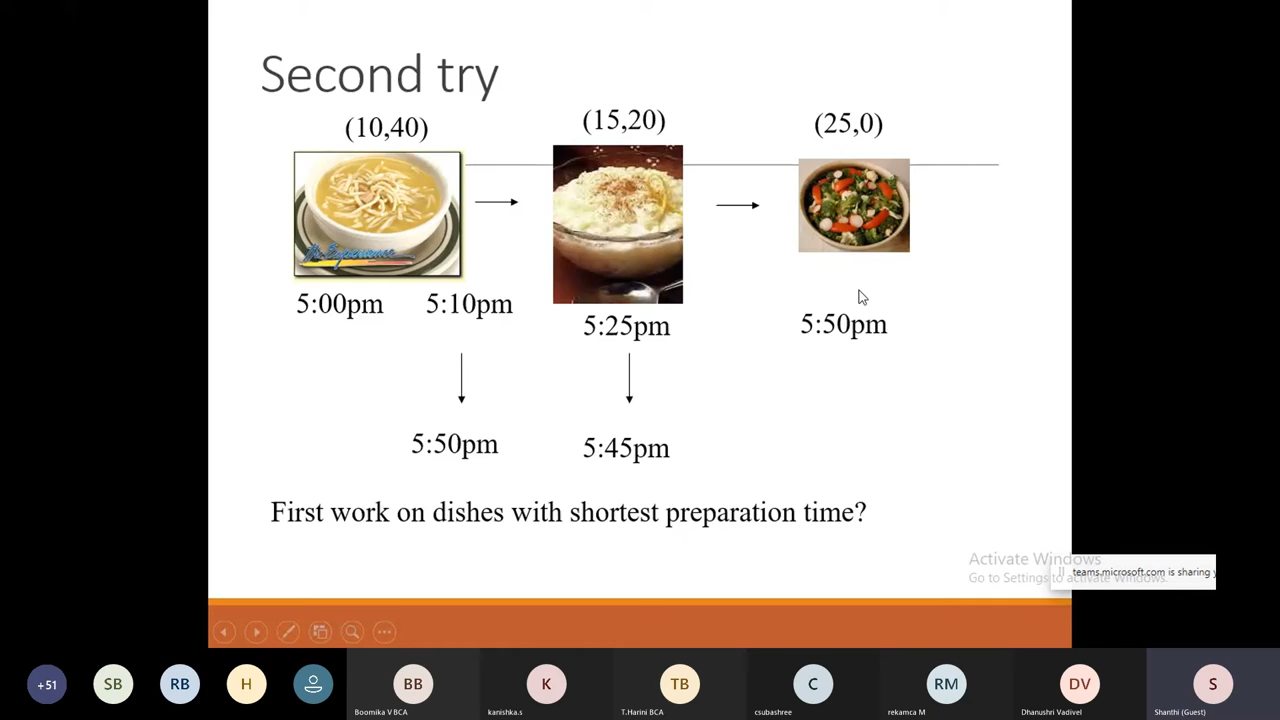 Second try
(10,40)
(15,20)
(25,0)
5:00pm
5:10pm
5:25pm
5:50pm
5:50pm
5:45pm
First work on dishes with shortest preparation time?
Activate Windows
Go to Settings to activate Windows.
teams.microsoft.com is sharing
+51
SB
RB
H
BB
Boomika V BCA
K
kanishka.s
TB
T.Harini BCA
C
csubashree
RM
rekamca M
DV
Dhanushri Vadivel
S
Shanthi (Guest)